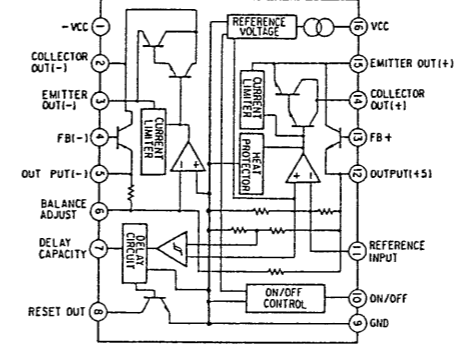 -VCC
1
COLLECTOR
OUT(-)
2
EMITTER
OUT(-)
3
FB(-)
4
OUT PUT(-)
5
BALANCE
ADJUST
6
DELAY
CAPACITY
7
RESET OUT
8
REFERENCE
VOLTAGE
CURRENT
LIMITER
CURRENT
LIMITER
HEAT
PROTECTOR
- +
+ -
DELAY
CIRCUIT
ON/OFF
CONTROL
16
VCC
15
EMITTER OUT(+)
14
COLLECTOR
OUT(+)
13
FB+
12
OUTPUT(+5)
11
REFERENCE
INPUT
10
ON/OFF
9
GND